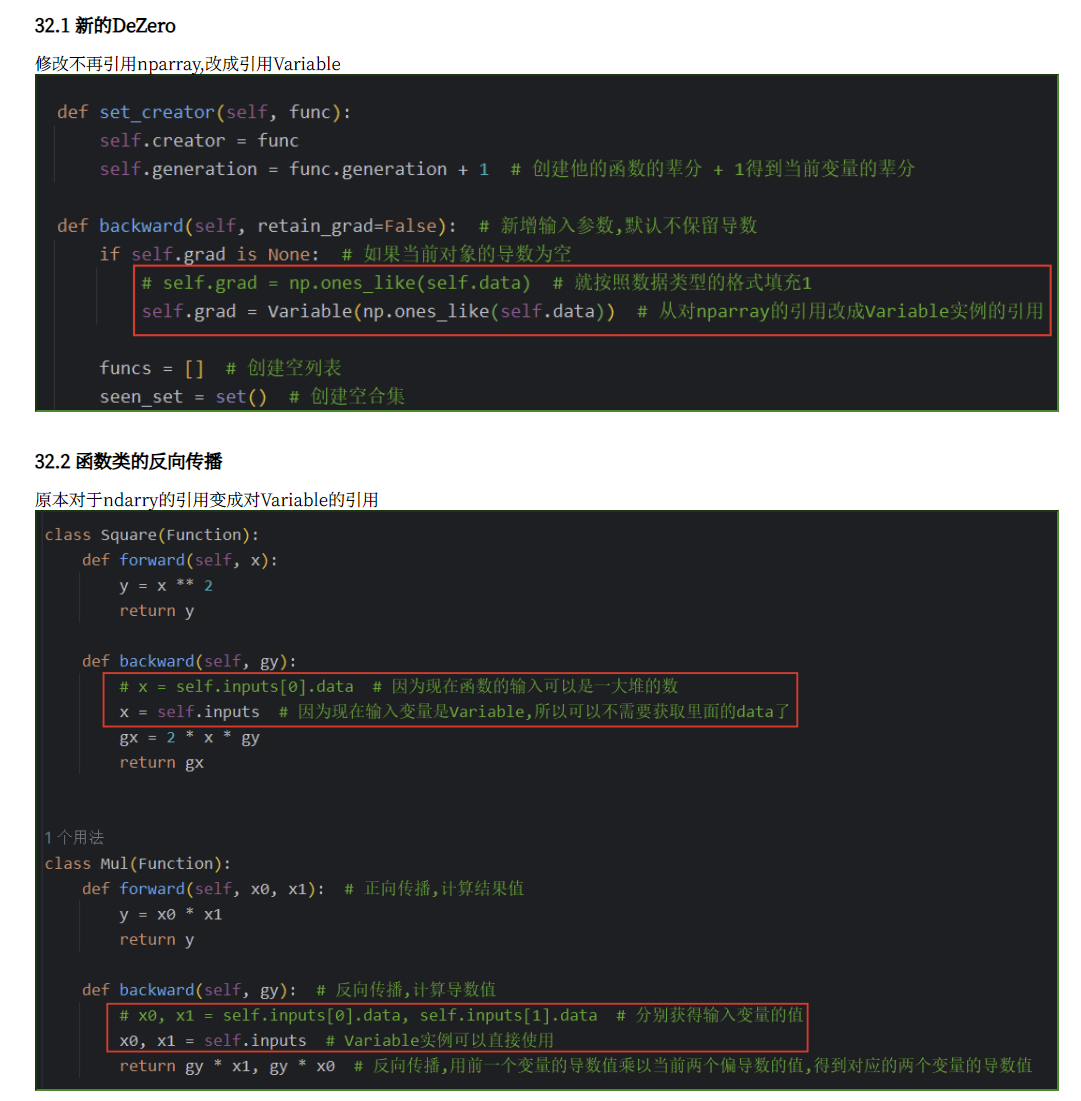 32.1 新的DeZero
修改不再引用nparray,改成引用Variable
def set_creator(self, func):
self.creator = func
self.generation = func.generation + 1  # 创建他的函数的辈分 + 1得到当前变量的辈分
def backward(self, retain_grad=False):  # 新增输入参数,默认不保留导数
if self.grad is None:  # 如果当前对象的导数为空
# self.grad = np.ones_like(self.data)  # 就按照数据类型的格式填充1
self.grad = Variable(np.ones_like(self.data))  # 从对nparray的引用改成Variable实例的引用
funcs = []  # 创建空列表
seen_set = set()  # 创建空合集
32.2 函数类的反向传播
原本对于ndarry的引用变成对Variable的引用
class Square(Function):
def forward(self, x):
y = x ** 2
return y
def backward(self, gy):
# x = self.inputs[0].data  # 因为现在函数的输入可以是一大堆的数
x = self.inputs  # 因为现在输入变量是Variable,所以可以不需要获取里面的data了
gx = 2 * x * gy
return gx
1 个用法
class Mul(Function):
def forward(self, x0, x1):  # 正向传播,计算结果值
y = x0 * x1
return y
def backward(self, gy):  # 反向传播,计算导数值
# x0, x1 = self.inputs[0].data, self.inputs[1].data  # 分别获得输入变量的值
x0, x1 = self.inputs  # Variable实例可以直接使用
return gy * x1, gy * x0  # 反向传播,用前一个变量的导数值乘以当前两个偏导数的值,得到对应的两个变量的导数值